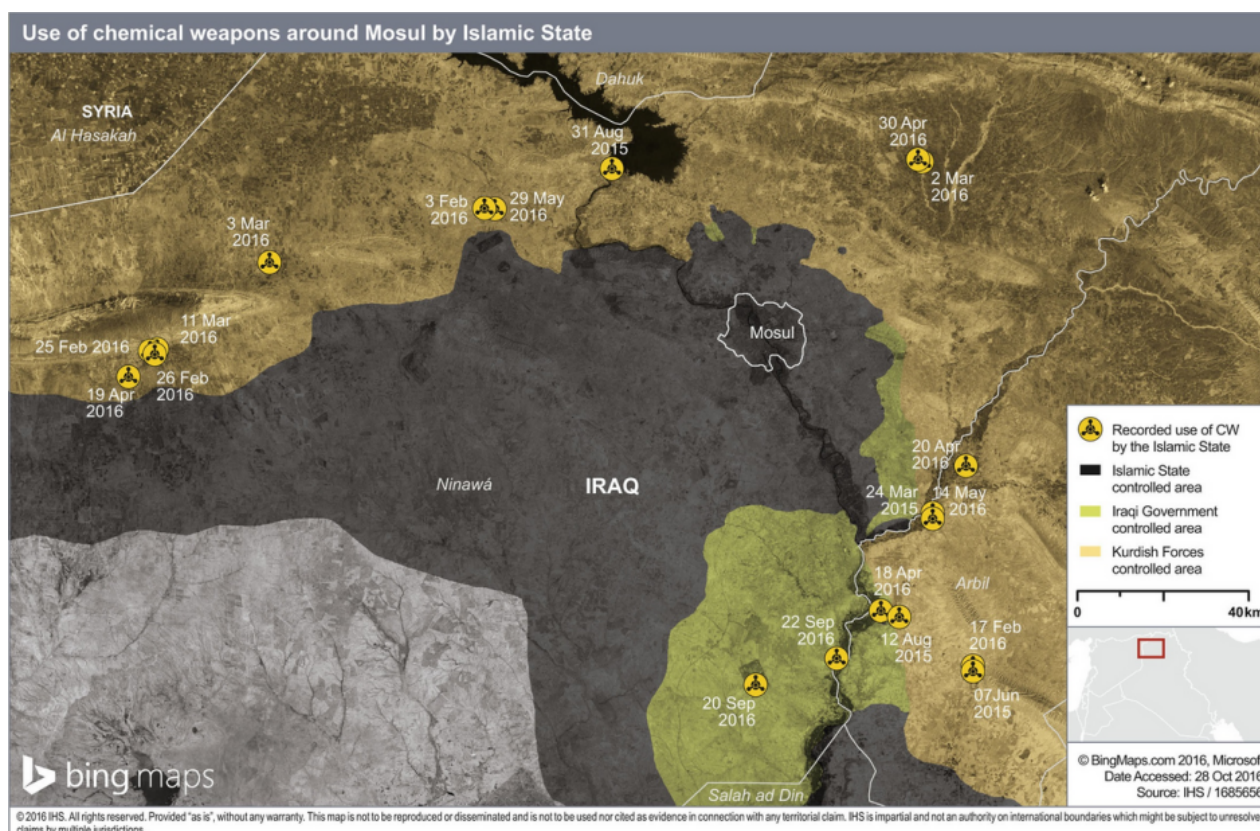 Use of chemical weapons around Mosul by Islamic State
SYRIA
Al Hasakah
Dahuk
31 Aug
2015
30 Apr
2016
2 Mar
2016
3 Feb
2016
29 May
2016
3 Mar
2016
11 Mar
2016
25 Feb 2016
26 Feb
2016
19 Apr
2016
Mosul
Ninawá
IRAQ
20 Apr
2016
24 Mar
2015
14 May
2016
Arbil
18 Apr
2016
12 Aug
2015
22 Sep
2016
20 Sep
2016
17 Feb
2016
07Jun
2015
Salah ad Din
Recorded use of CW
by the Islamic State
Islamic State
controlled area
Iraqi Government
controlled area
Kurdish Forces
controlled area
0 40 km
bing maps
© BingMaps.com 2016, Microsof
Date Accessed: 28 Oct 2016
Source: IHS / 1685656
© 2016 IHS. All rights reserved. Provided "as is", without any warranty. This map is not to be reproduced or disseminated and is not to be used nor cited as evidence in connection with any territorial claim. IHS is impartial and not an authority on international boundaries which might be subject to unresol
claims by multiple jurisdictions